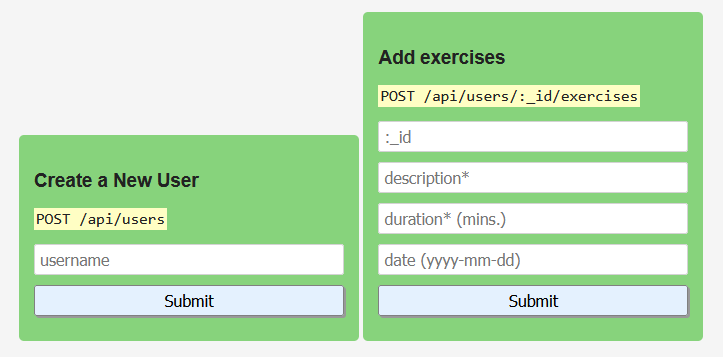 Create a New User
POST /api/users
username
Submit
Add exercises
POST /api/users/:_id/exercises
:_id
description*
duration* (mins.)
date (yyyy-mm-dd)
Submit